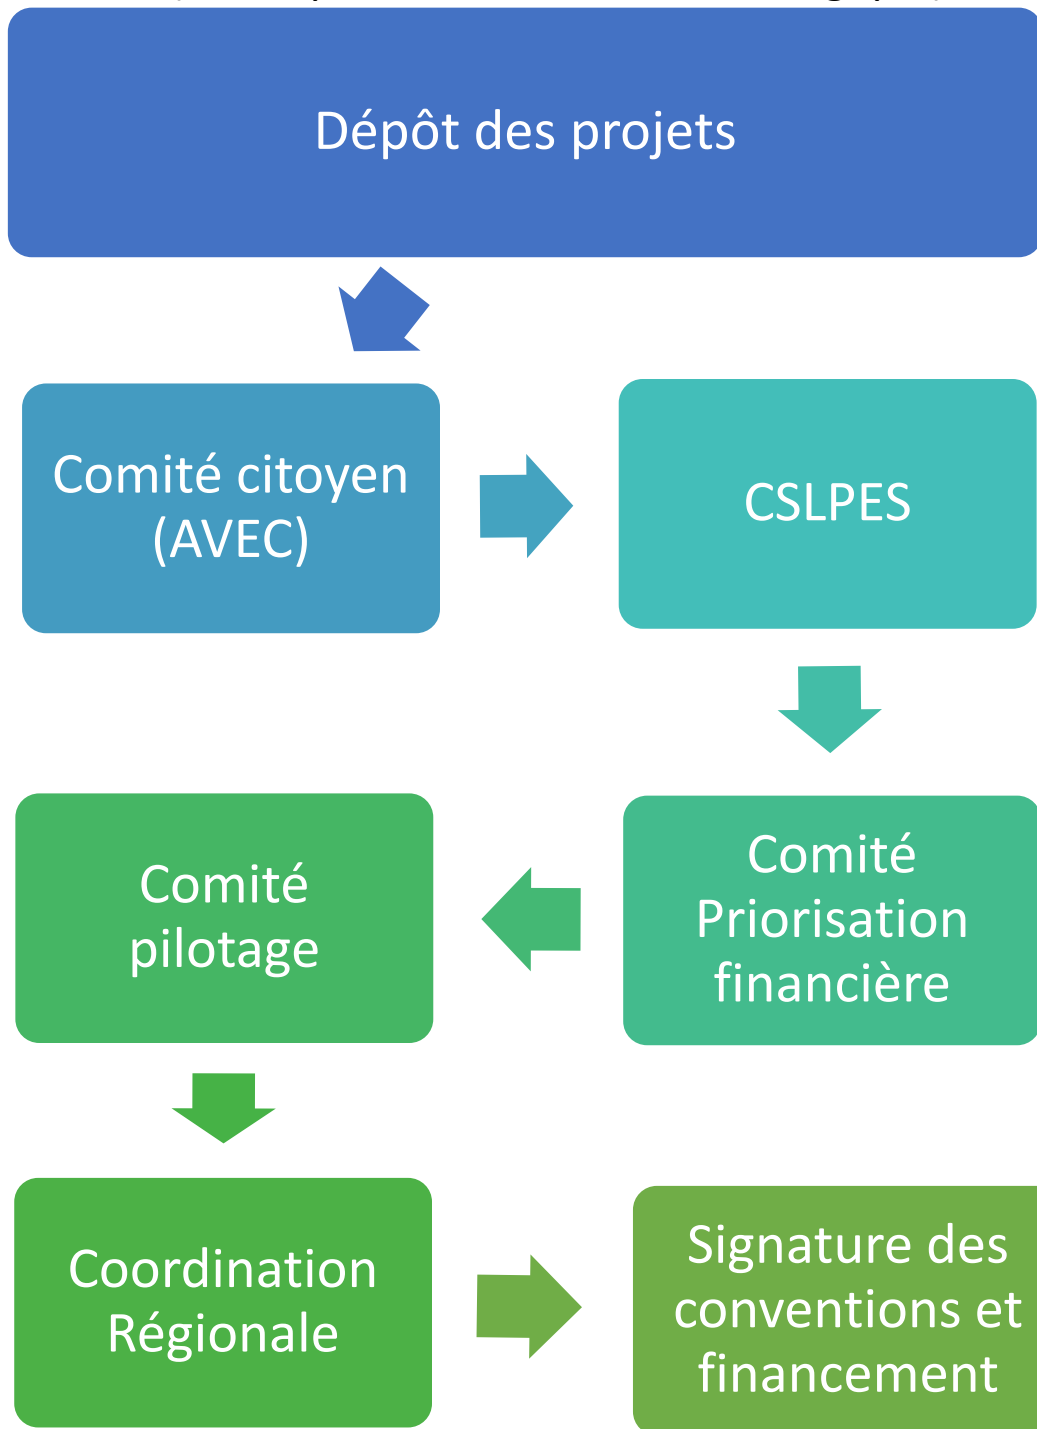 Dépôt des projets
Comité citoyen
(AVEC)
CSLPES
Comité
Priorisation
financière
Comité
pilotage
Coordination
Régionale
Signature des
conventions et
financement